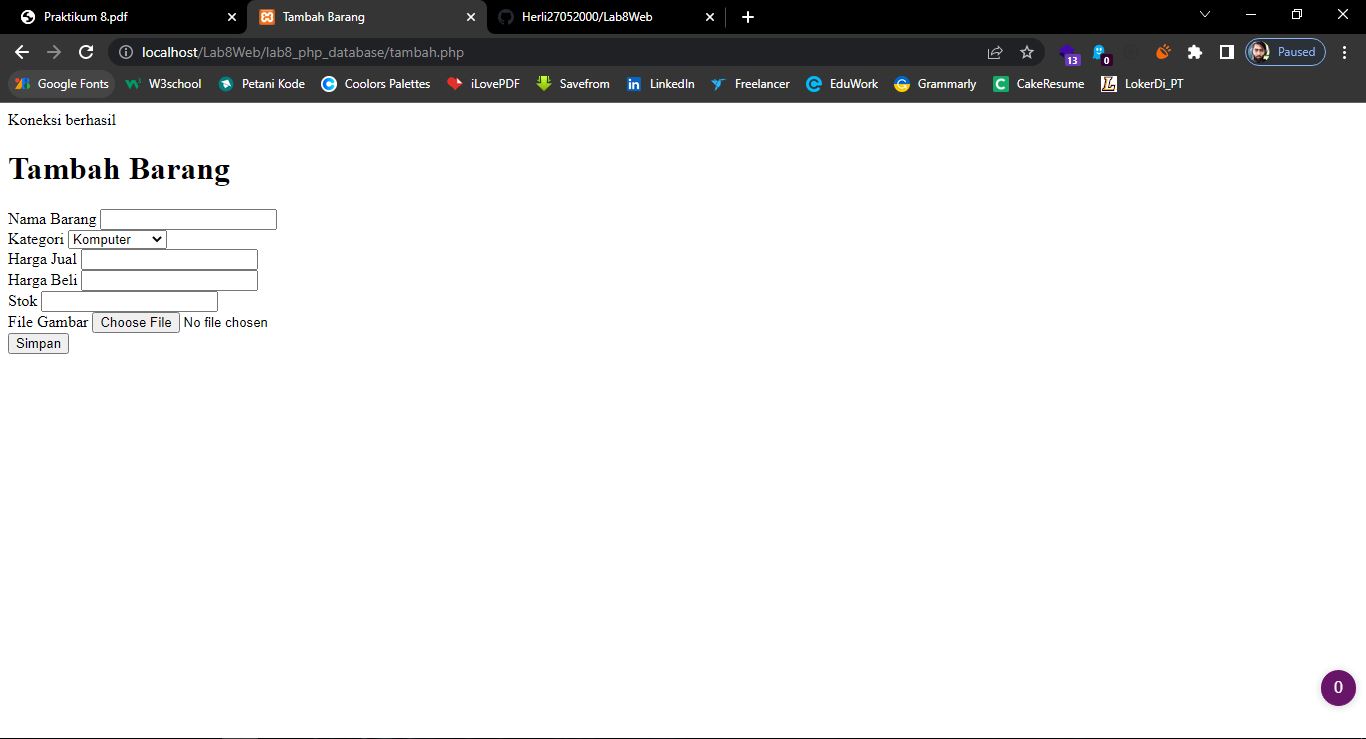 Praktikum 8.pdf Tambah Barang Herli27052000/Lab8Web
localhost/Lab8Web/lab8_php_database/tambah.php 13 0 Paused
Google Fonts W3school Petani Kode Coolors Palettes iLovePDF Savefrom LinkedIn Freelancer EduWork Grammarly CakeResume LokerDi_PT
Koneksi berhasil
Tambah Barang
Nama Barang
Kategori Komputer
Harga Jual
Harga Beli
Stok
File Gambar Choose File No file chosen
Simpan
0